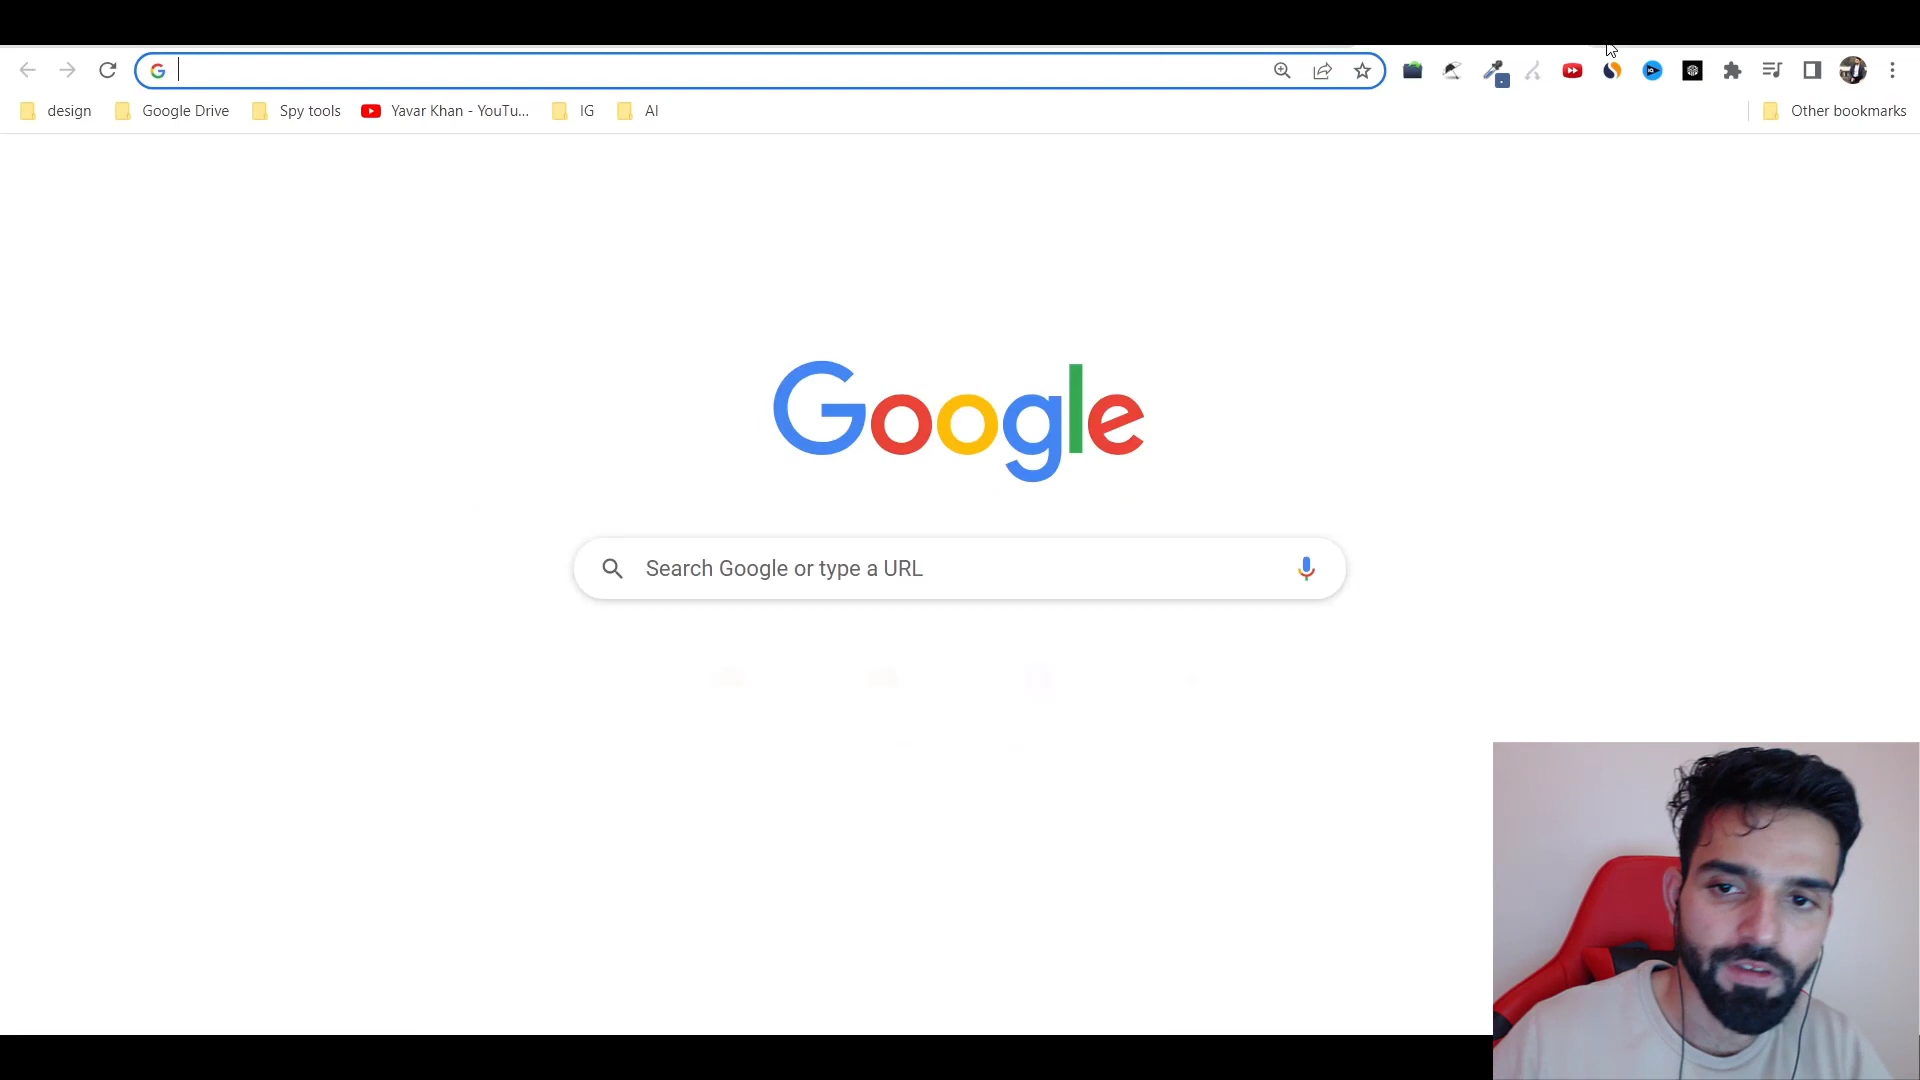 design Google Drive Spy tools Yavar Khan - YouTu... IG AI Other bookmarks
Google
Search Google or type a URL